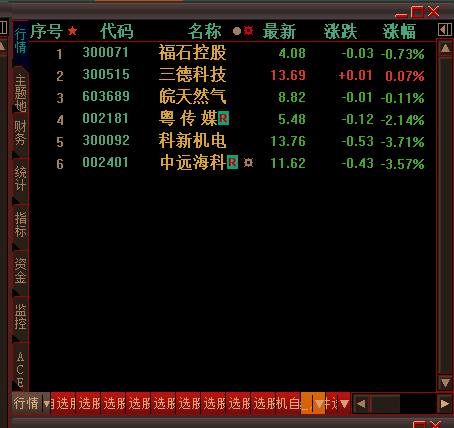 序号 代码 名称 最新 涨跌 涨幅
1 300071 福石控股 4.08 -0.03 -0.73%
2 300515 三德科技 13.69 +0.01 0.07%
3 603689 皖天然气 8.82 -0.01 -0.11%
4 002181 粤传媒R 5.48 -0.12 -2.14%
5 300092 科新机电 13.76 -0.53 -3.71%
6 002401 中远海科R 11.62 -0.43 -3.57%
行情
主题地
财务
统计
指标
资金
监控
ACE
行情 选股 选股 选股 选股 选股 选股 选股 选股 选股 机自